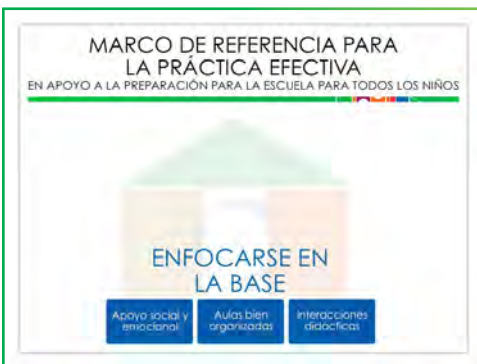 MARCO DE REFERENCIA PARA
LA PRÁCTICA EFECTIVA
EN APOYO A LA PREPARACIÓN PARA LA ESCUELA PARA TODOS LOS NIÑOS
ENFOCARSE EN
LA BASE
Apoyo social y
emocional
Aulas bien
organizadas
Interacciones
didácticas